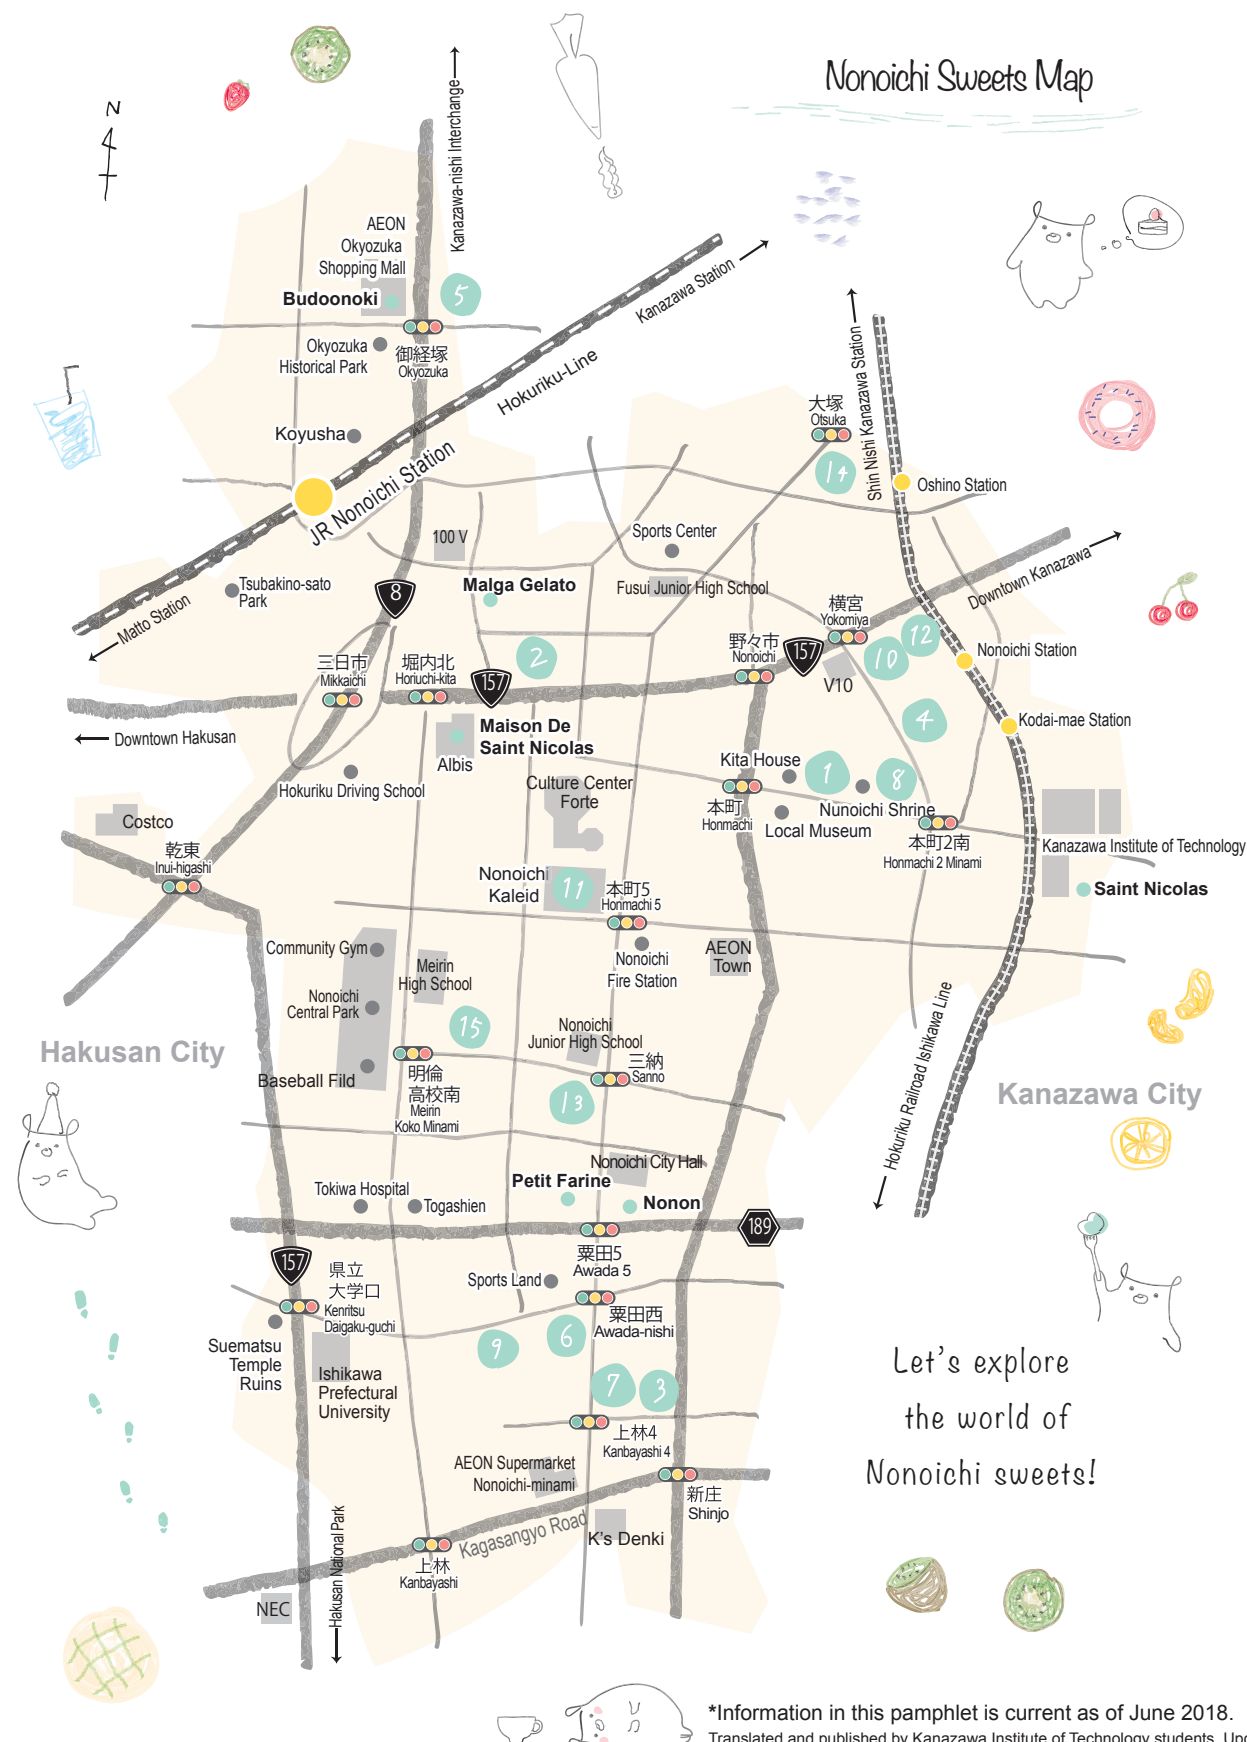 Nonoichi Sweets Map
N
Kanazawa-nishi Interchange
AEON
Okyozuka
Shopping Mall
Budoonoki
5
Kanazawa Station
Okyozuka
Historical Park
御経塚
Okyozuka
Hokuriku-Line
Shin Nishi Kanazawa Station
大塚
Otsuka
14
Koyusha
JR Nonoichi Station
Oshino Station
100 V
Sports Center
Downtown Kanazawa
Tsubakino-sato
Park
8
Malga Gelato
Fusui Junior High School
Matto Station
横宮
Yokomiya
12
野々市
Nonoichi
157
10
Nonoichi Station
2
三日市
Mikkaichi
堀内北
Horiuchi-kita
157
V10
4
Kodai-mae Station
Downtown Hakusan
Maison De
Saint Nicolas
Albis
Kita House
1
8
Hokuriku Driving School
Culture Center
Forte
本町
Honmachi
Nunoichi Shrine
Local Museum
Costco
本町2南
Honmachi 2 Minami
Kanazawa Institute of Technology
乾東
Inui-higashi
Nonoichi
Kaleid
11
本町5
Honmachi 5
Saint Nicolas
Community Gym
Meirin
High School
Nonoichi
Fire Station
AEON
Town
Nonoichi
Central Park
15
Nonoichi
Junior High School
Hokuriku Railroad Ishikawa Line
Hakusan City
Baseball Fild
明倫
高校南
Meirin
Koko Minami
三納
Sanno
13
Kanazawa City
Nonoichi City Hall
Tokiwa Hospital
Togashien
Petit Farine
Nonon
189
157
県立
大学口
Kenritsu
Daigaku-guchi
粟田5
Awada 5
Sports Land
粟田西
Awada-nishi
Suematsu
Temple
Ruins
9
6
Ishikawa
Prefectural
University
7
3
Let's explore
the world of
Nonoichi sweets!
上林4
Kanbayashi 4
AEON Supermarket
Nonoichi-minami
新庄
Shinjo
Kagasangyo Road
K's Denki
Hakusan National Park
上林
Kanbayashi
NEC
*Information in this pamphlet is current as of June 2018.
Translated and published by Kanazawa Institute of Technology students, Upd